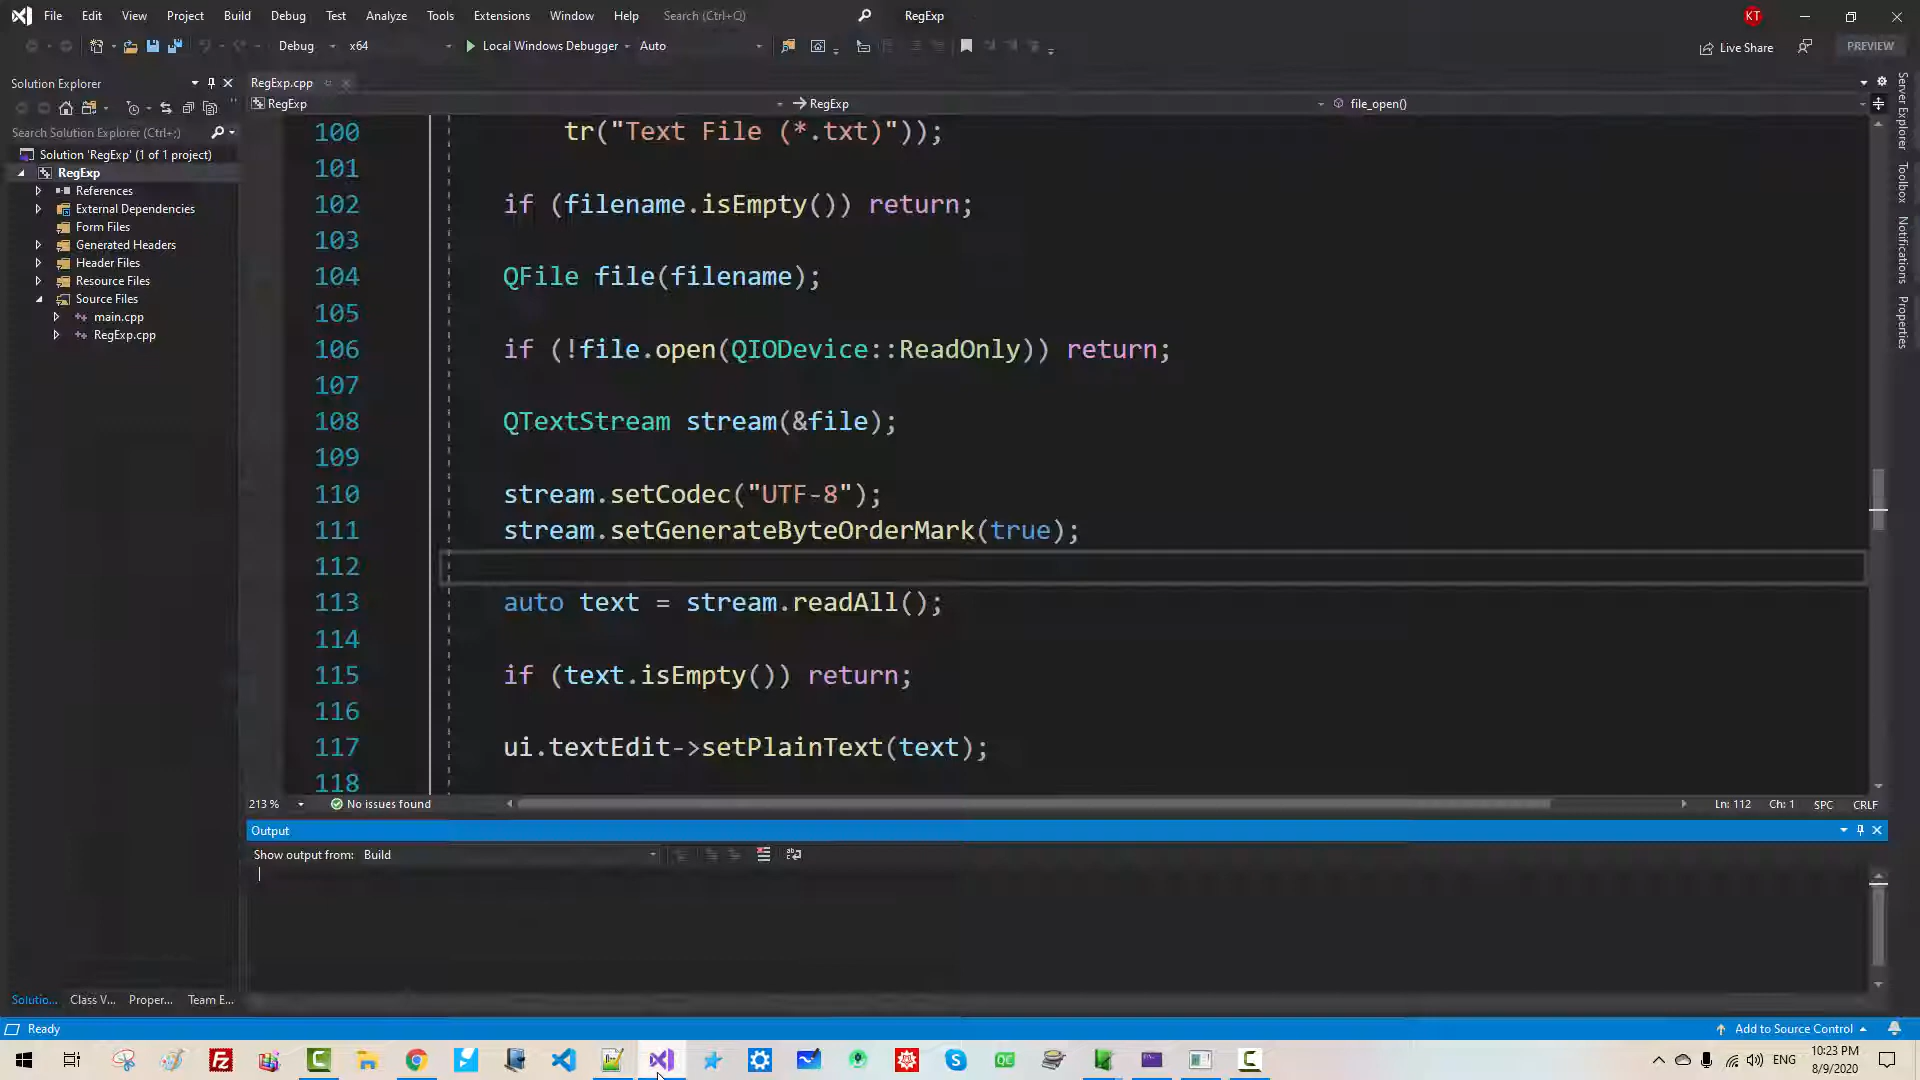 File Edit View Project Build Debug Test Analyze Tools Extensions Window Help Search (Ctrl+Q) RegExp KT
Debug x64 Local Windows Debugger Auto Live Share PREVIEW
Solution Explorer
RegExp.cpp
RegExp RegExp file_open()
Search Solution Explorer (Ctrl+;)
Solution 'RegExp' (1 of 1 project)
RegExp
References
External Dependencies
Form Files
Generated Headers
Header Files
Resource Files
Source Files
main.cpp
RegExp.cpp
100 tr("Text File (*.txt)"));
101
102 if (filename.isEmpty()) return;
103
104 QFile file(filename);
105
106 if (!file.open(QIODevice::ReadOnly)) return;
107
108 QTextStream stream(&file);
109
110 stream.setCodec("UTF-8");
111 stream.setGenerateByteOrderMark(true);
112
113 auto text = stream.readAll();
114
115 if (text.isEmpty()) return;
116
117 ui.textEdit->setPlainText(text);
118
Server Explorer
Toolbox
Notifications
Properties
213 % No issues found Ln: 112 Ch: 1 SPC CRLF
Output
Show output from: Build
Solutio... Class V... Proper... Team E...
Ready Add to Source Control
ENG 10:23 PM
8/9/2020